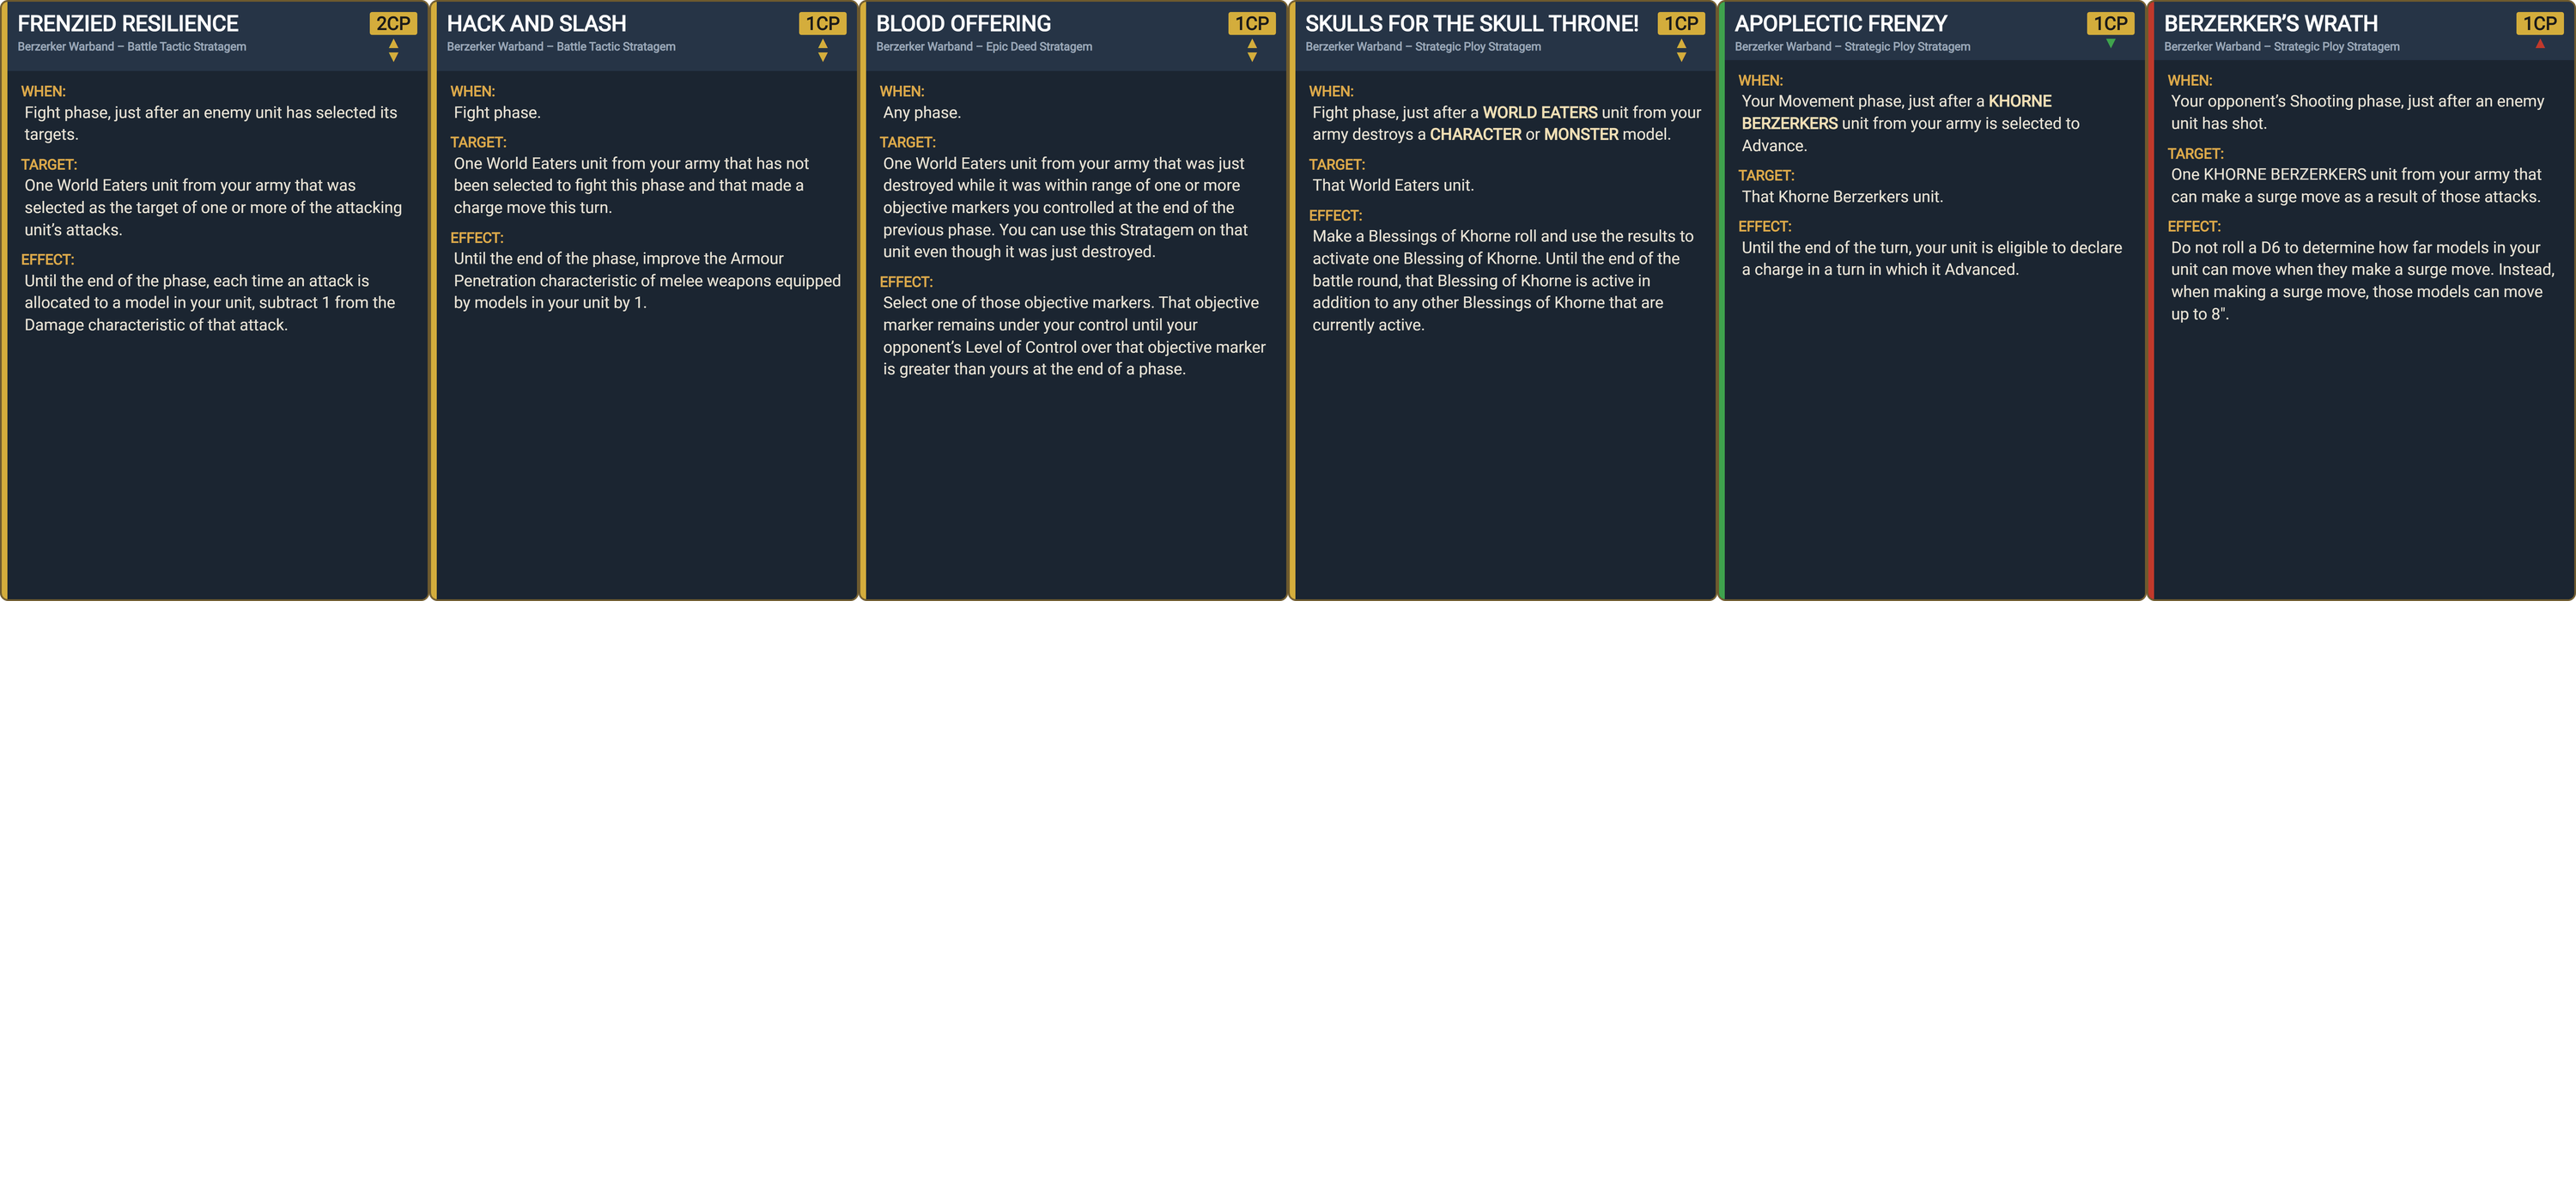 FRENZIED RESILIENCE
2CP
Berzerker Warband – Battle Tactic Stratagem
WHEN:
Fight phase, just after an enemy unit has selected its
targets.
TARGET:
One World Eaters unit from your army that was
selected as the target of one or more of the attacking
unit’s attacks.
EFFECT:
Until the end of the phase, each time an attack is
allocated to a model in your unit, subtract 1 from the
Damage characteristic of that attack.
HACK AND SLASH
1CP
Berzerker Warband – Battle Tactic Stratagem
WHEN:
Fight phase.
TARGET:
One World Eaters unit from your army that has not
been selected to fight this phase and that made a
charge move this turn.
EFFECT:
Until the end of the phase, improve the Armour
Penetration characteristic of melee weapons equipped
by models in your unit by 1.
BLOOD OFFERING
1CP
Berzerker Warband – Epic Deed Stratagem
WHEN:
Any phase.
TARGET:
One World Eaters unit from your army that was just
destroyed while it was within range of one or more
objective markers you controlled at the end of the
previous phase. You can use this Stratagem on that
unit even though it was just destroyed.
EFFECT:
Select one of those objective markers. That objective
marker remains under your control until your
opponent’s Level of Control over that objective marker
is greater than yours at the end of a phase.
SKULLS FOR THE SKULL THRONE!
1CP
Berzerker Warband – Strategic Ploy Stratagem
WHEN:
Fight phase, just after a WORLD EATERS unit from your
army destroys a CHARACTER or MONSTER model.
TARGET:
That World Eaters unit.
EFFECT:
Make a Blessings of Khorne roll and use the results to
activate one Blessing of Khorne. Until the end of the
battle round, that Blessing of Khorne is active in
addition to any other Blessings of Khorne that are
currently active.
APOPLECTIC FRENZY
1CP
Berzerker Warband – Strategic Ploy Stratagem
WHEN:
Your Movement phase, just after a KHORNE
BERZERKERS unit from your army is selected to
Advance.
TARGET:
That Khorne Berzerkers unit.
EFFECT:
Until the end of the turn, your unit is eligible to declare
a charge in a turn in which it Advanced.
BERZERKER’S WRATH
1CP
Berzerker Warband – Strategic Ploy Stratagem
WHEN:
Your opponent’s Shooting phase, just after an enemy
unit has shot.
TARGET:
One KHORNE BERZERKERS unit from your army that
can make a surge move as a result of those attacks.
EFFECT:
Do not roll a D6 to determine how far models in your
unit can move when they make a surge move. Instead,
when making a surge move, those models can move
up to 8".